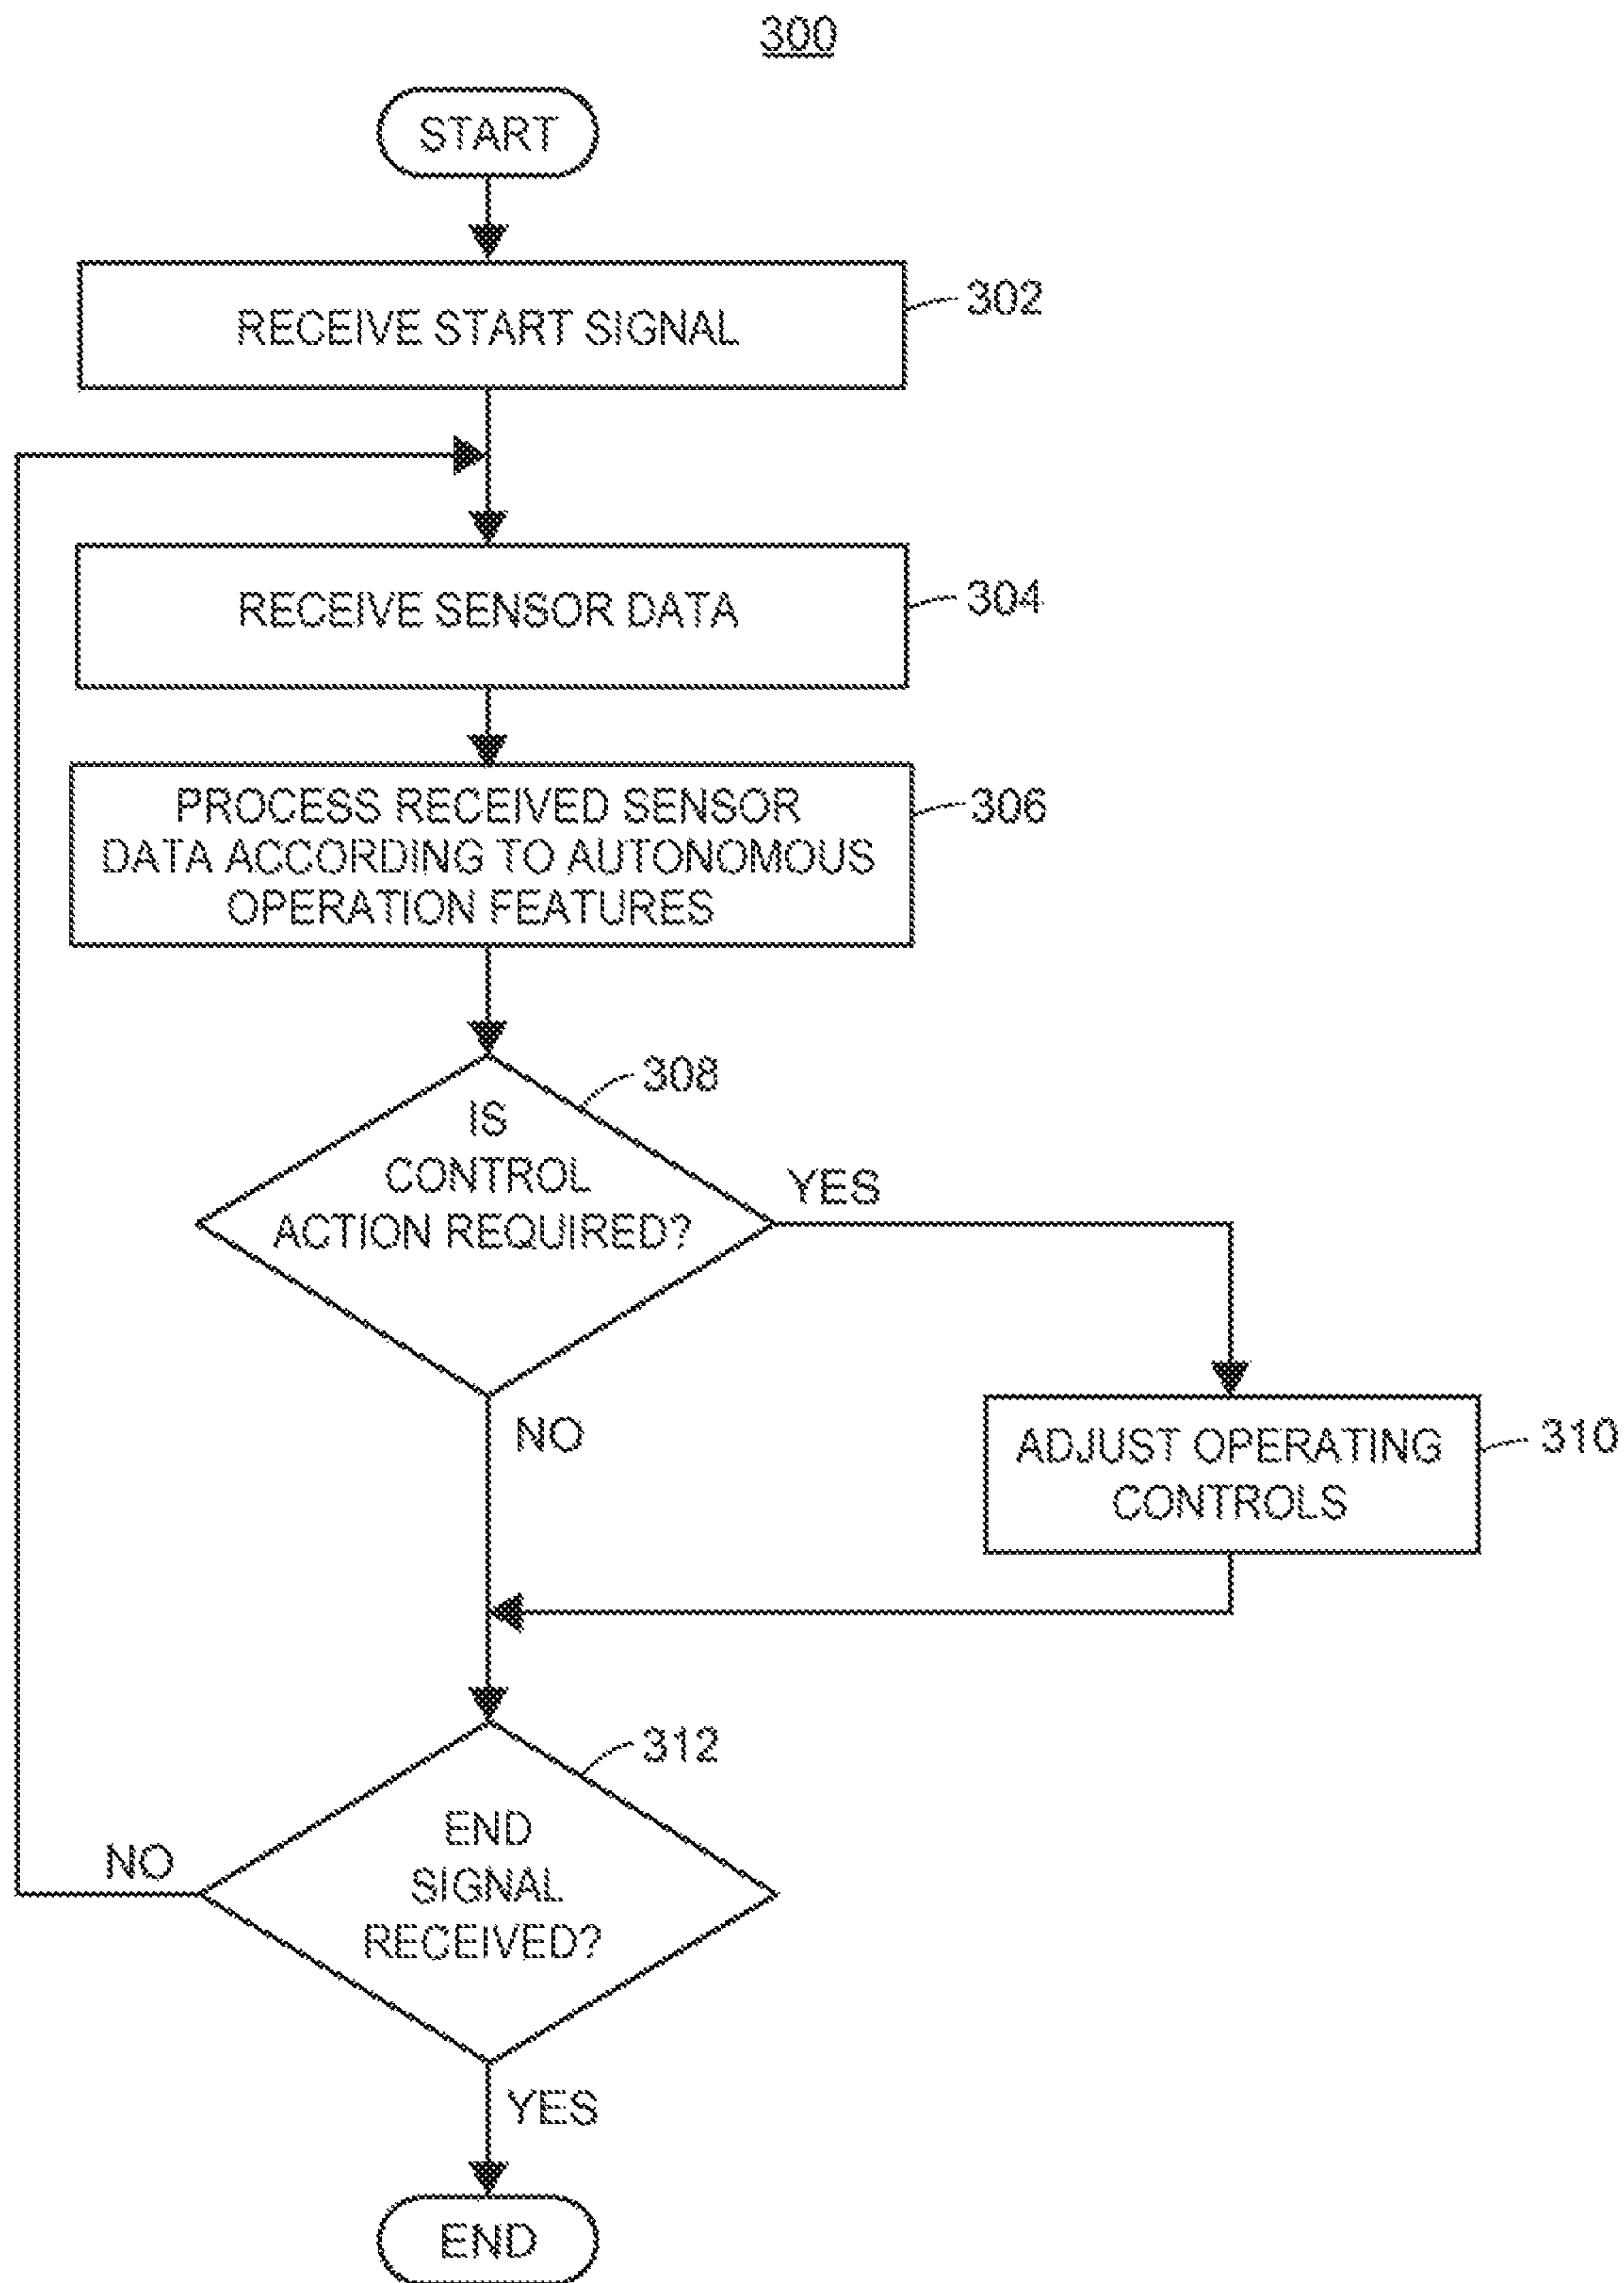 300
START
RECEIVE START SIGNAL
302
RECEIVE SENSOR DATA
304
PROCESS RECEIVED SENSOR
DATA ACCORDING TO AUTONOMOUS
OPERATION FEATURES
306
308
IS
CONTROL
ACTION REQUIRED?
YES
NO
ADJUST OPERATING
CONTROLS
310
312
END
SIGNAL
RECEIVED?
NO
YES
END